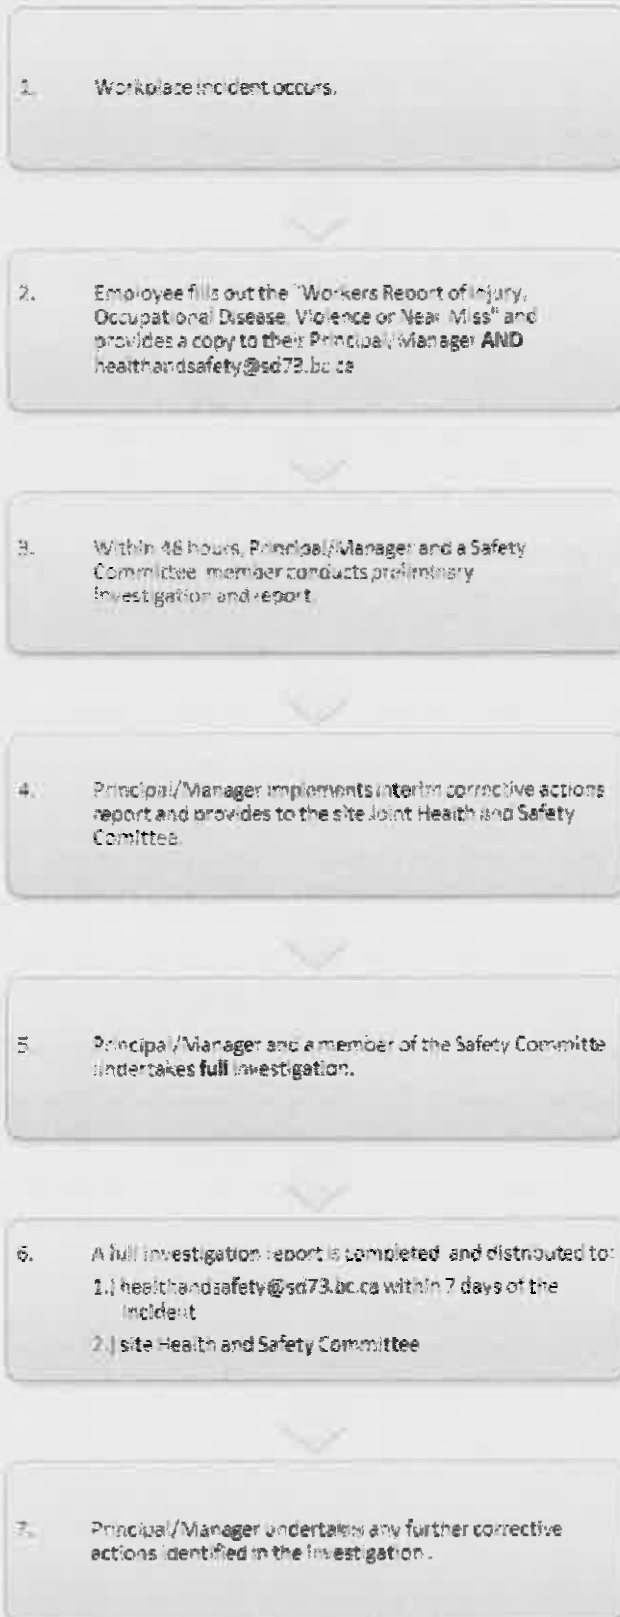 1. Workplace incident occurs.
2. Employee fills out the "Workers Report of Injury,
Occupational Disease, Violence or Near Miss" and
provides a copy to their Principal/Manager AND
healthandsafety@sd73.bc.ca
3. Within 48 hours, Principal/Manager and a Safety
Committee member conducts preliminary
investigation and report
4. Principal/Manager implements interim corrective actions
report and provides to the site Joint Health and Safety
Comittee.
5. Principal/Manager and a member of the Safety Committe
undertakes full investigation.
6. A full investigation report is completed and distributed to:
1.) healthandsafety@sd73.bc.ca within 7 days of the
incident
2.) site Health and Safety Committee
7. Principal/Manager undertakes any further corrective
actions identified in the investigation.